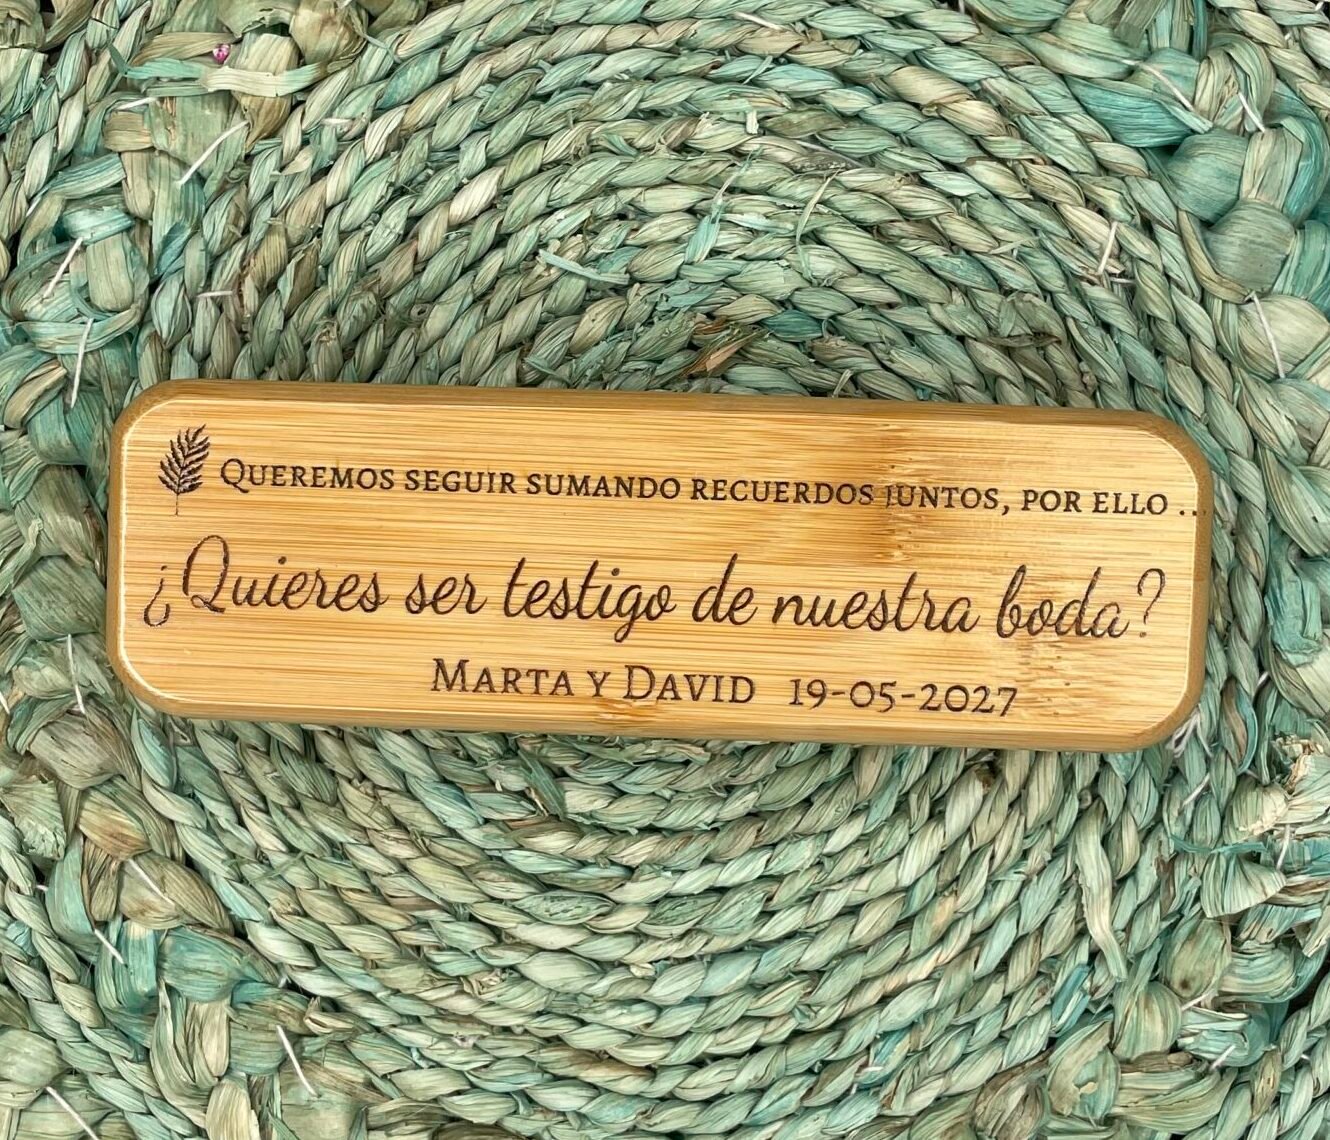 Queremos seguir sumando recuerdos juntos, por ello ...
¿Quieres ser testigo de nuestra boda?
Marta y David 19-05-2027